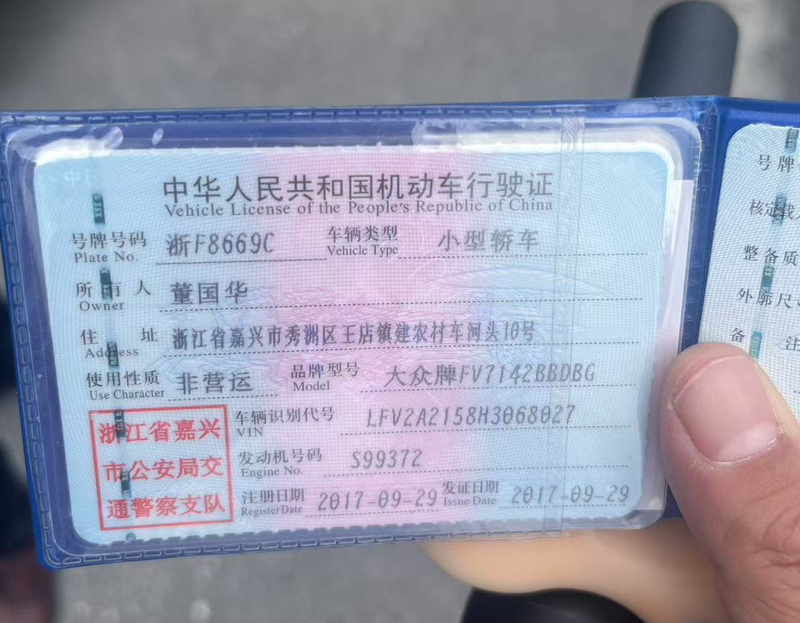 中华人民共和国机动车行驶证
Vehicle License of the People's Republic of China
号牌号码 浙F8669C 车辆类型 小型轿车
Plate No. Vehicle Type
所有人 董国华
Owner
住址 浙江省嘉兴市秀洲区王店镇建农村车河头10号
Address
使用性质 非营运 品牌型号 大众牌FV7142BBDBG
Use Character Model
浙江省嘉兴
市公安局交
通警察支队
车辆识别代号 LFV2A2158H3068027
VIN
发动机号码 S99372
Engine No.
注册日期 2017-09-29 发证日期 2017-09-29
Register Date Issue Date
号牌
核定载
整备质
外廓尺
备 注